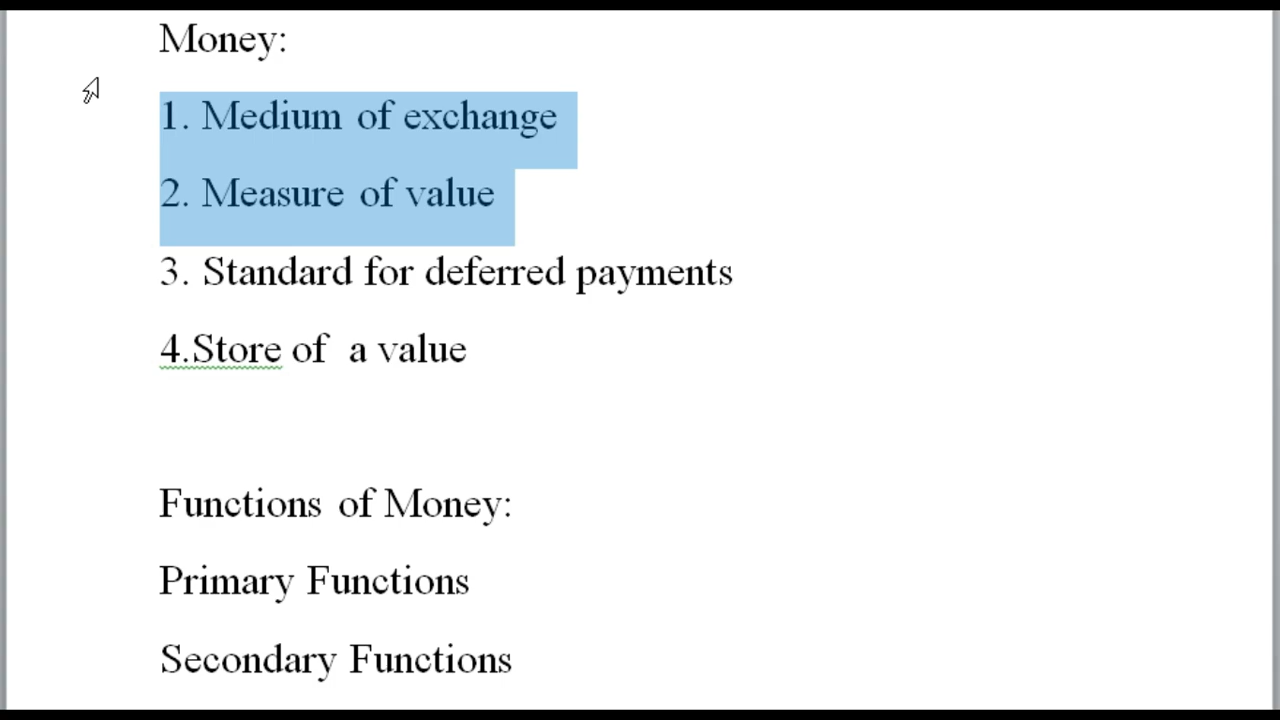 Money:
1. Medium of exchange
2. Measure of value
3. Standard for deferred payments
4.Store of  a value
Functions of Money:
Primary Functions
Secondary Functions